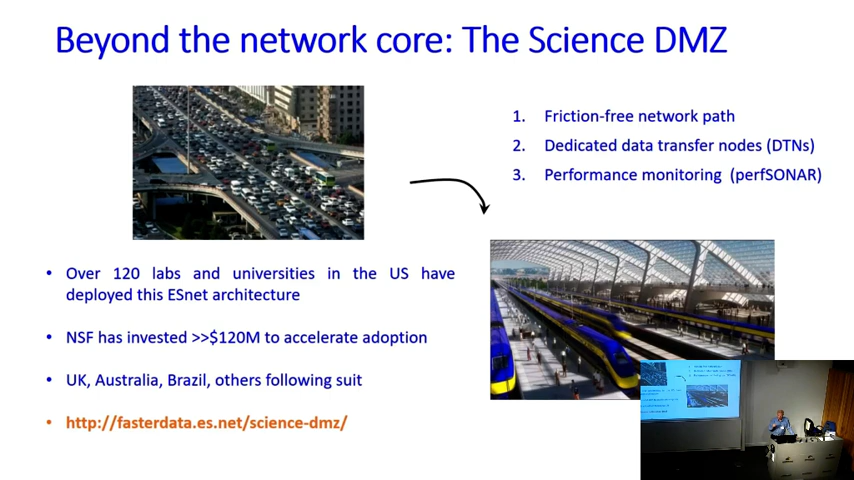 Beyond the network core: The Science DMZ
1. Friction-free network path
2. Dedicated data transfer nodes (DTNs)
3. Performance monitoring (perfSONAR)
• Over 120 labs and universities in the US have
deployed this ESnet architecture
• NSF has invested >>$120M to accelerate adoption
• UK, Australia, Brazil, others following suit
• http://fasterdata.es.net/science-dmz/